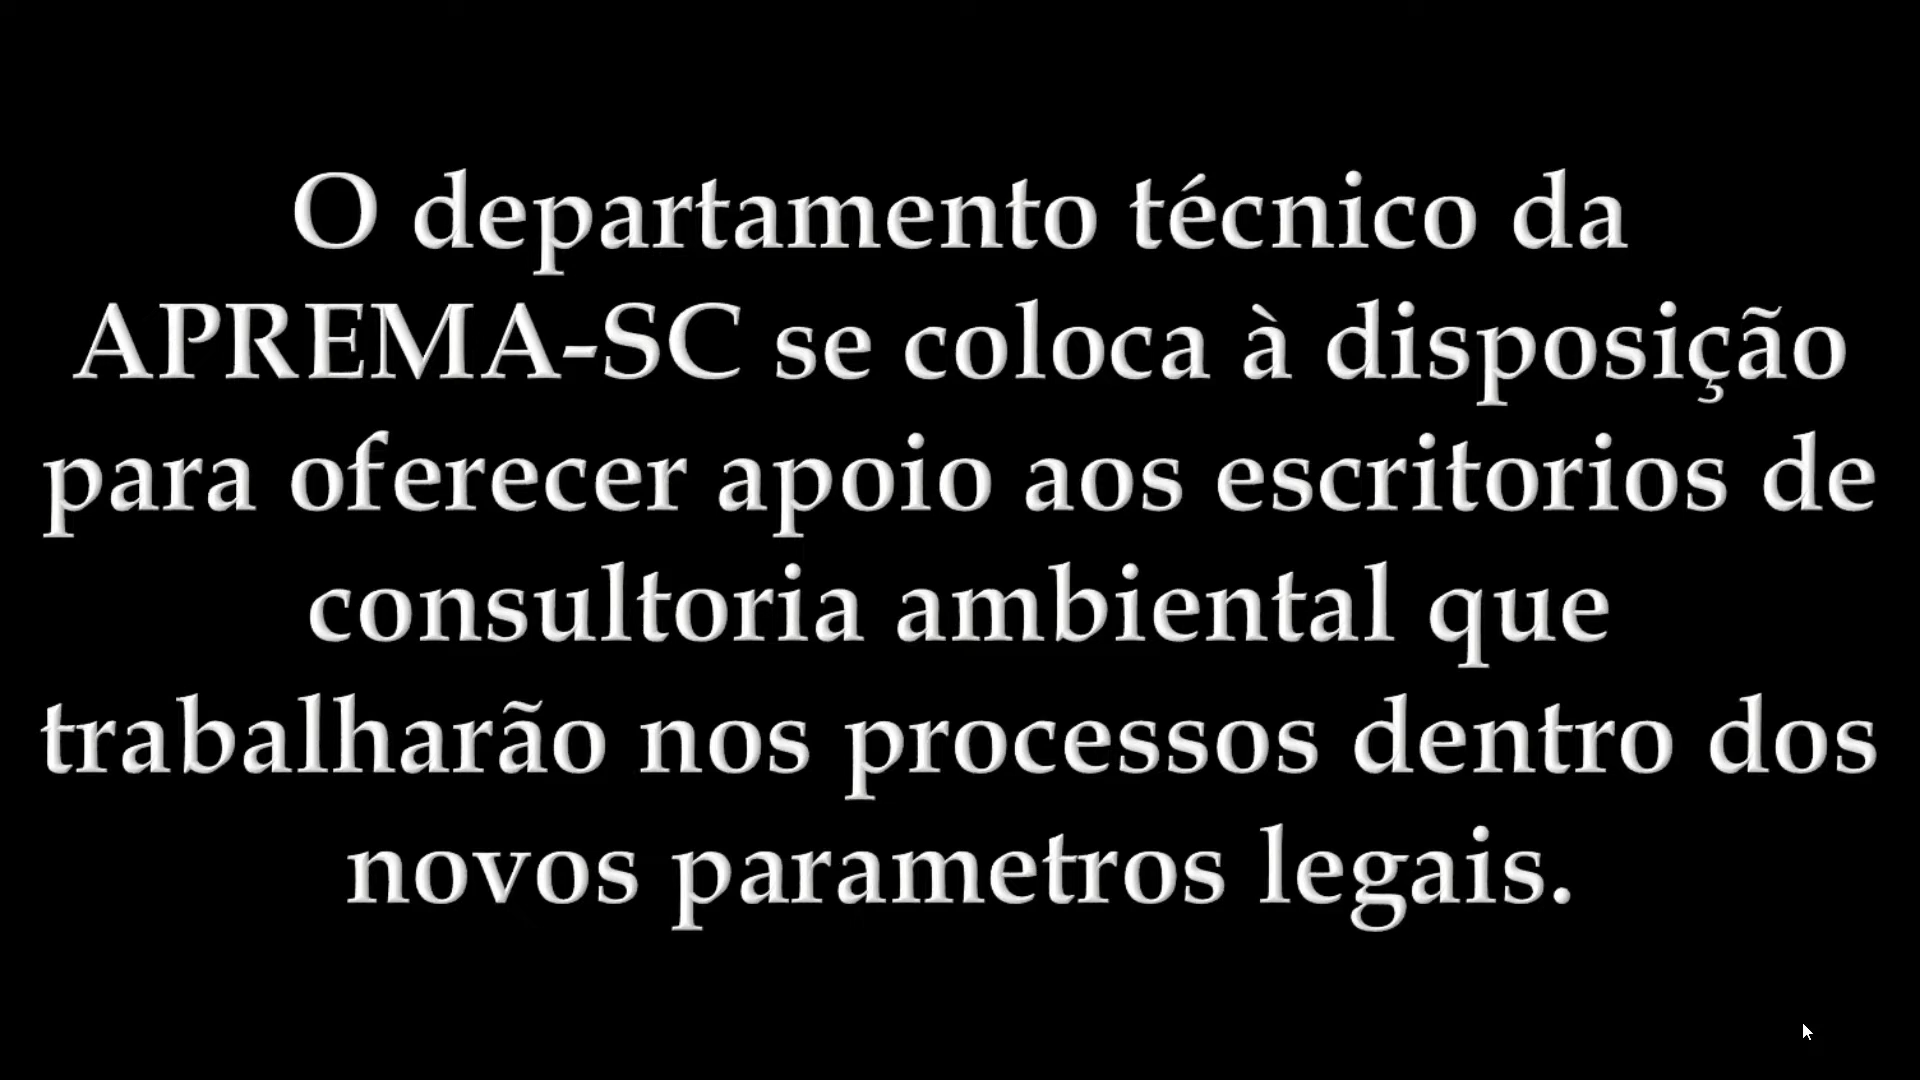 O departamento técnico da
APREMA-SC se coloca à disposição
para oferecer apoio aos escritorios de
consultoria ambiental que
trabalharão nos processos dentro dos
novos parametros legais.